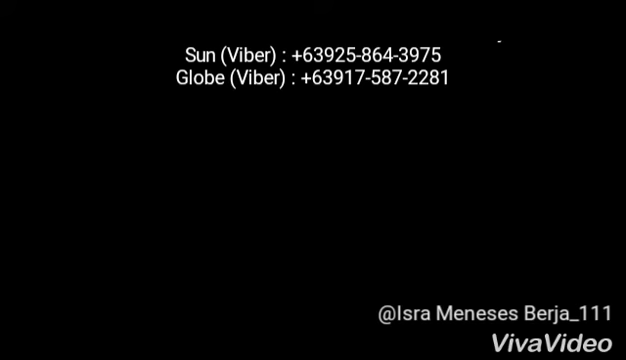 Sun (Viber) : +63925-864-3975
Globe (Viber) : +63917-587-2281
@Isra Meneses Berja_111
VivaVideo